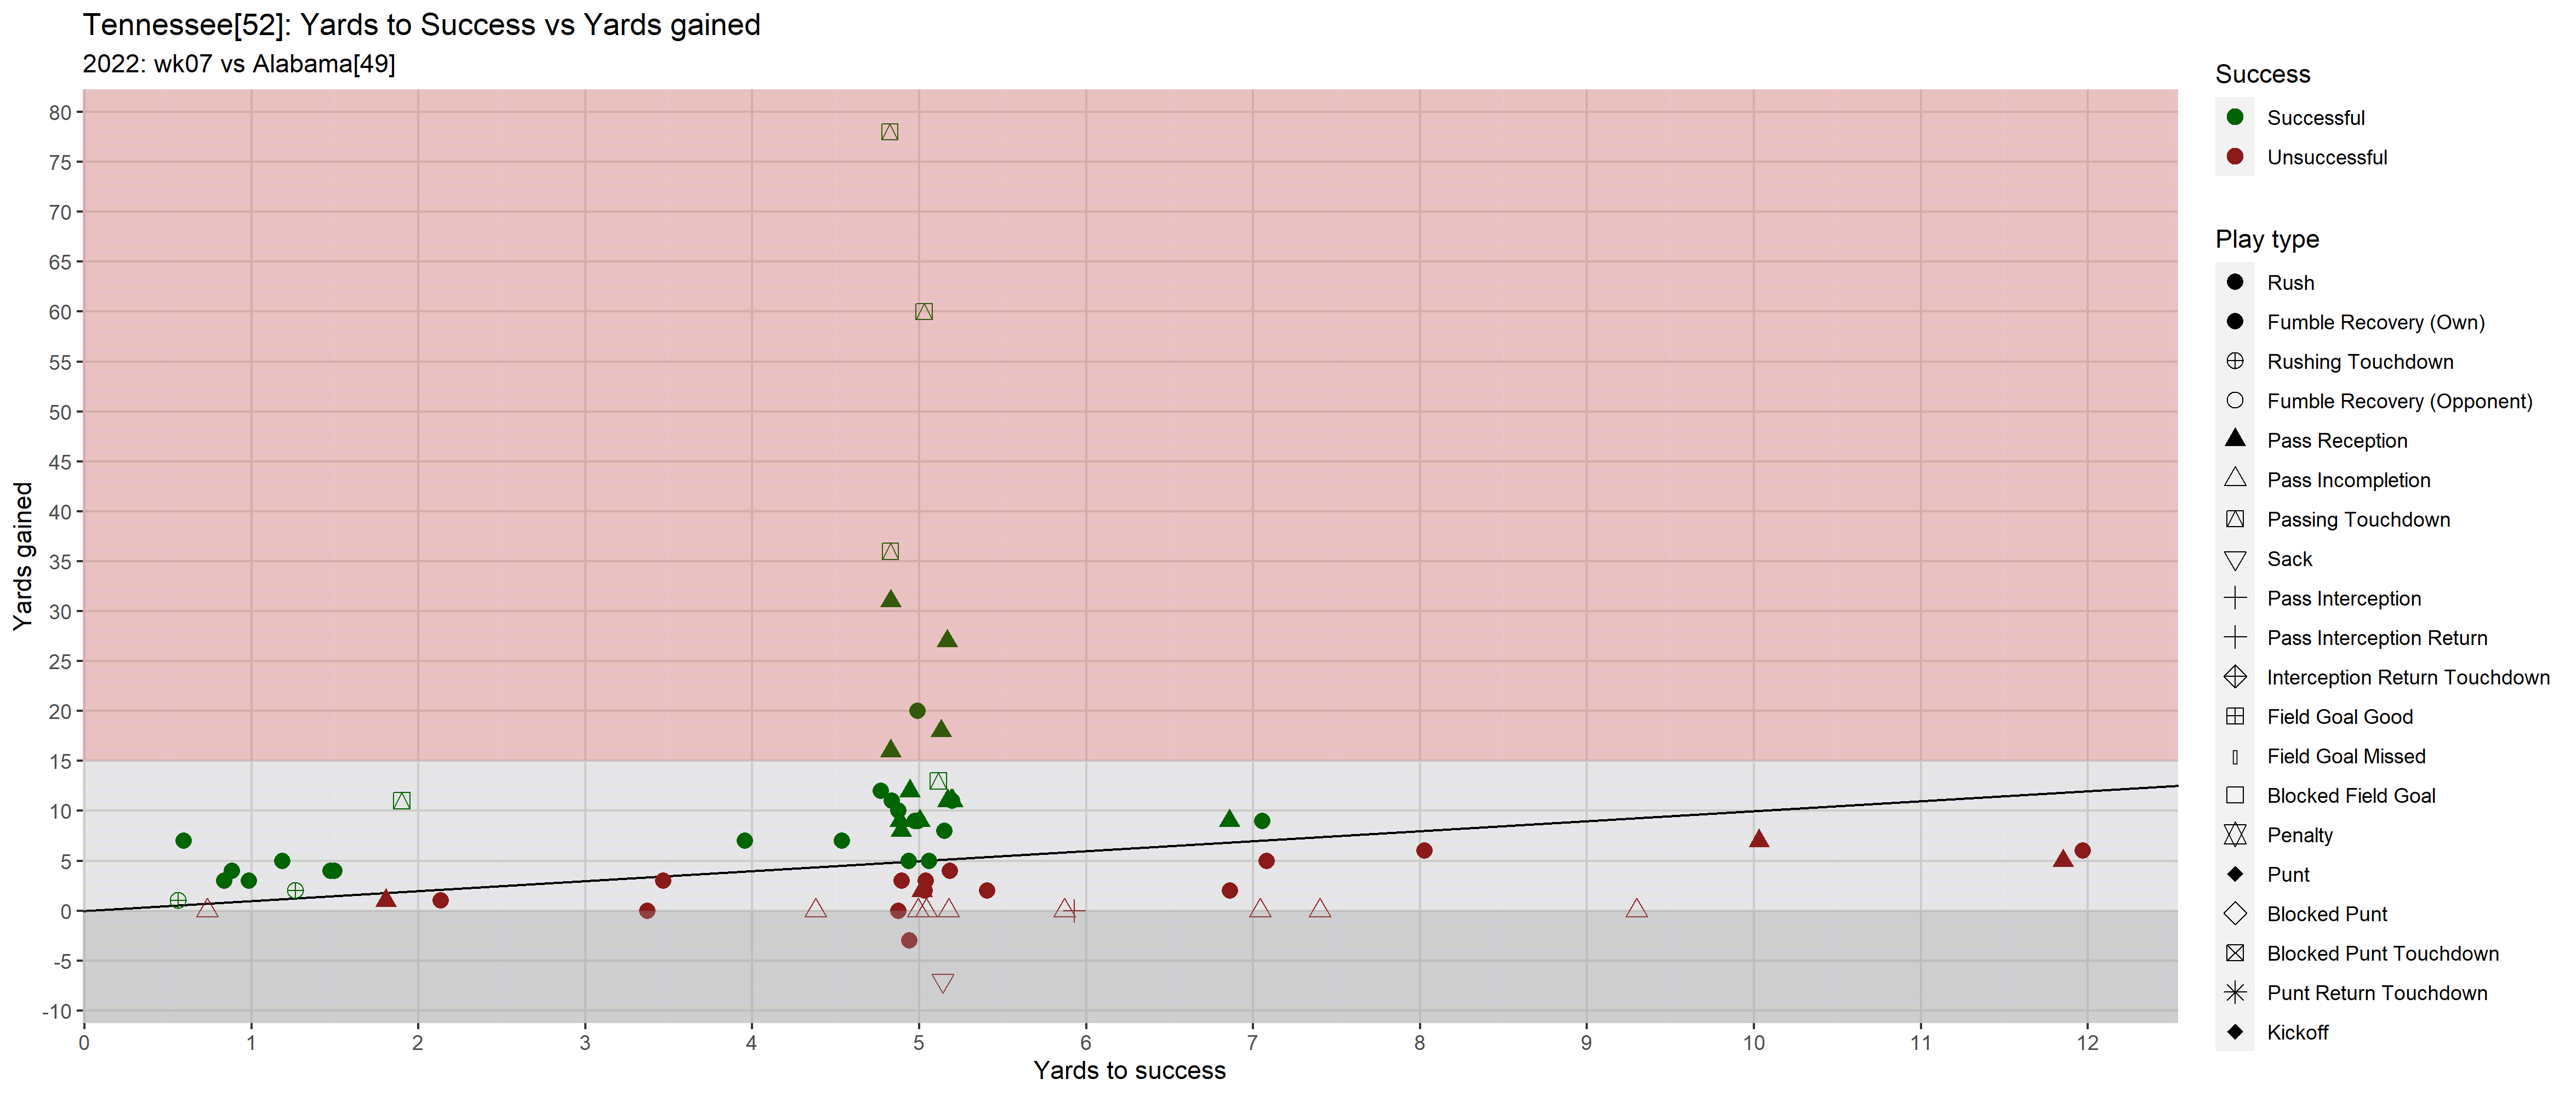 Tennessee[52]: Yards to Success vs Yards gained
2022: wk07 vs Alabama[49]
Yards gained
80
75
70
65
60
55
50
45
40
35
30
25
20
15
10
5
0
-5
-10
0 1 2 3 4 5 6 7 8 9 10 11 12
Yards to success
Success
Successful
Unsuccessful
Play type
Rush
Fumble Recovery (Own)
Rushing Touchdown
Fumble Recovery (Opponent)
Pass Reception
Pass Incompletion
Passing Touchdown
Sack
Pass Interception
Pass Interception Return
Interception Return Touchdown
Field Goal Good
Field Goal Missed
Blocked Field Goal
Penalty
Punt
Blocked Punt
Blocked Punt Touchdown
Punt Return Touchdown
Kickoff